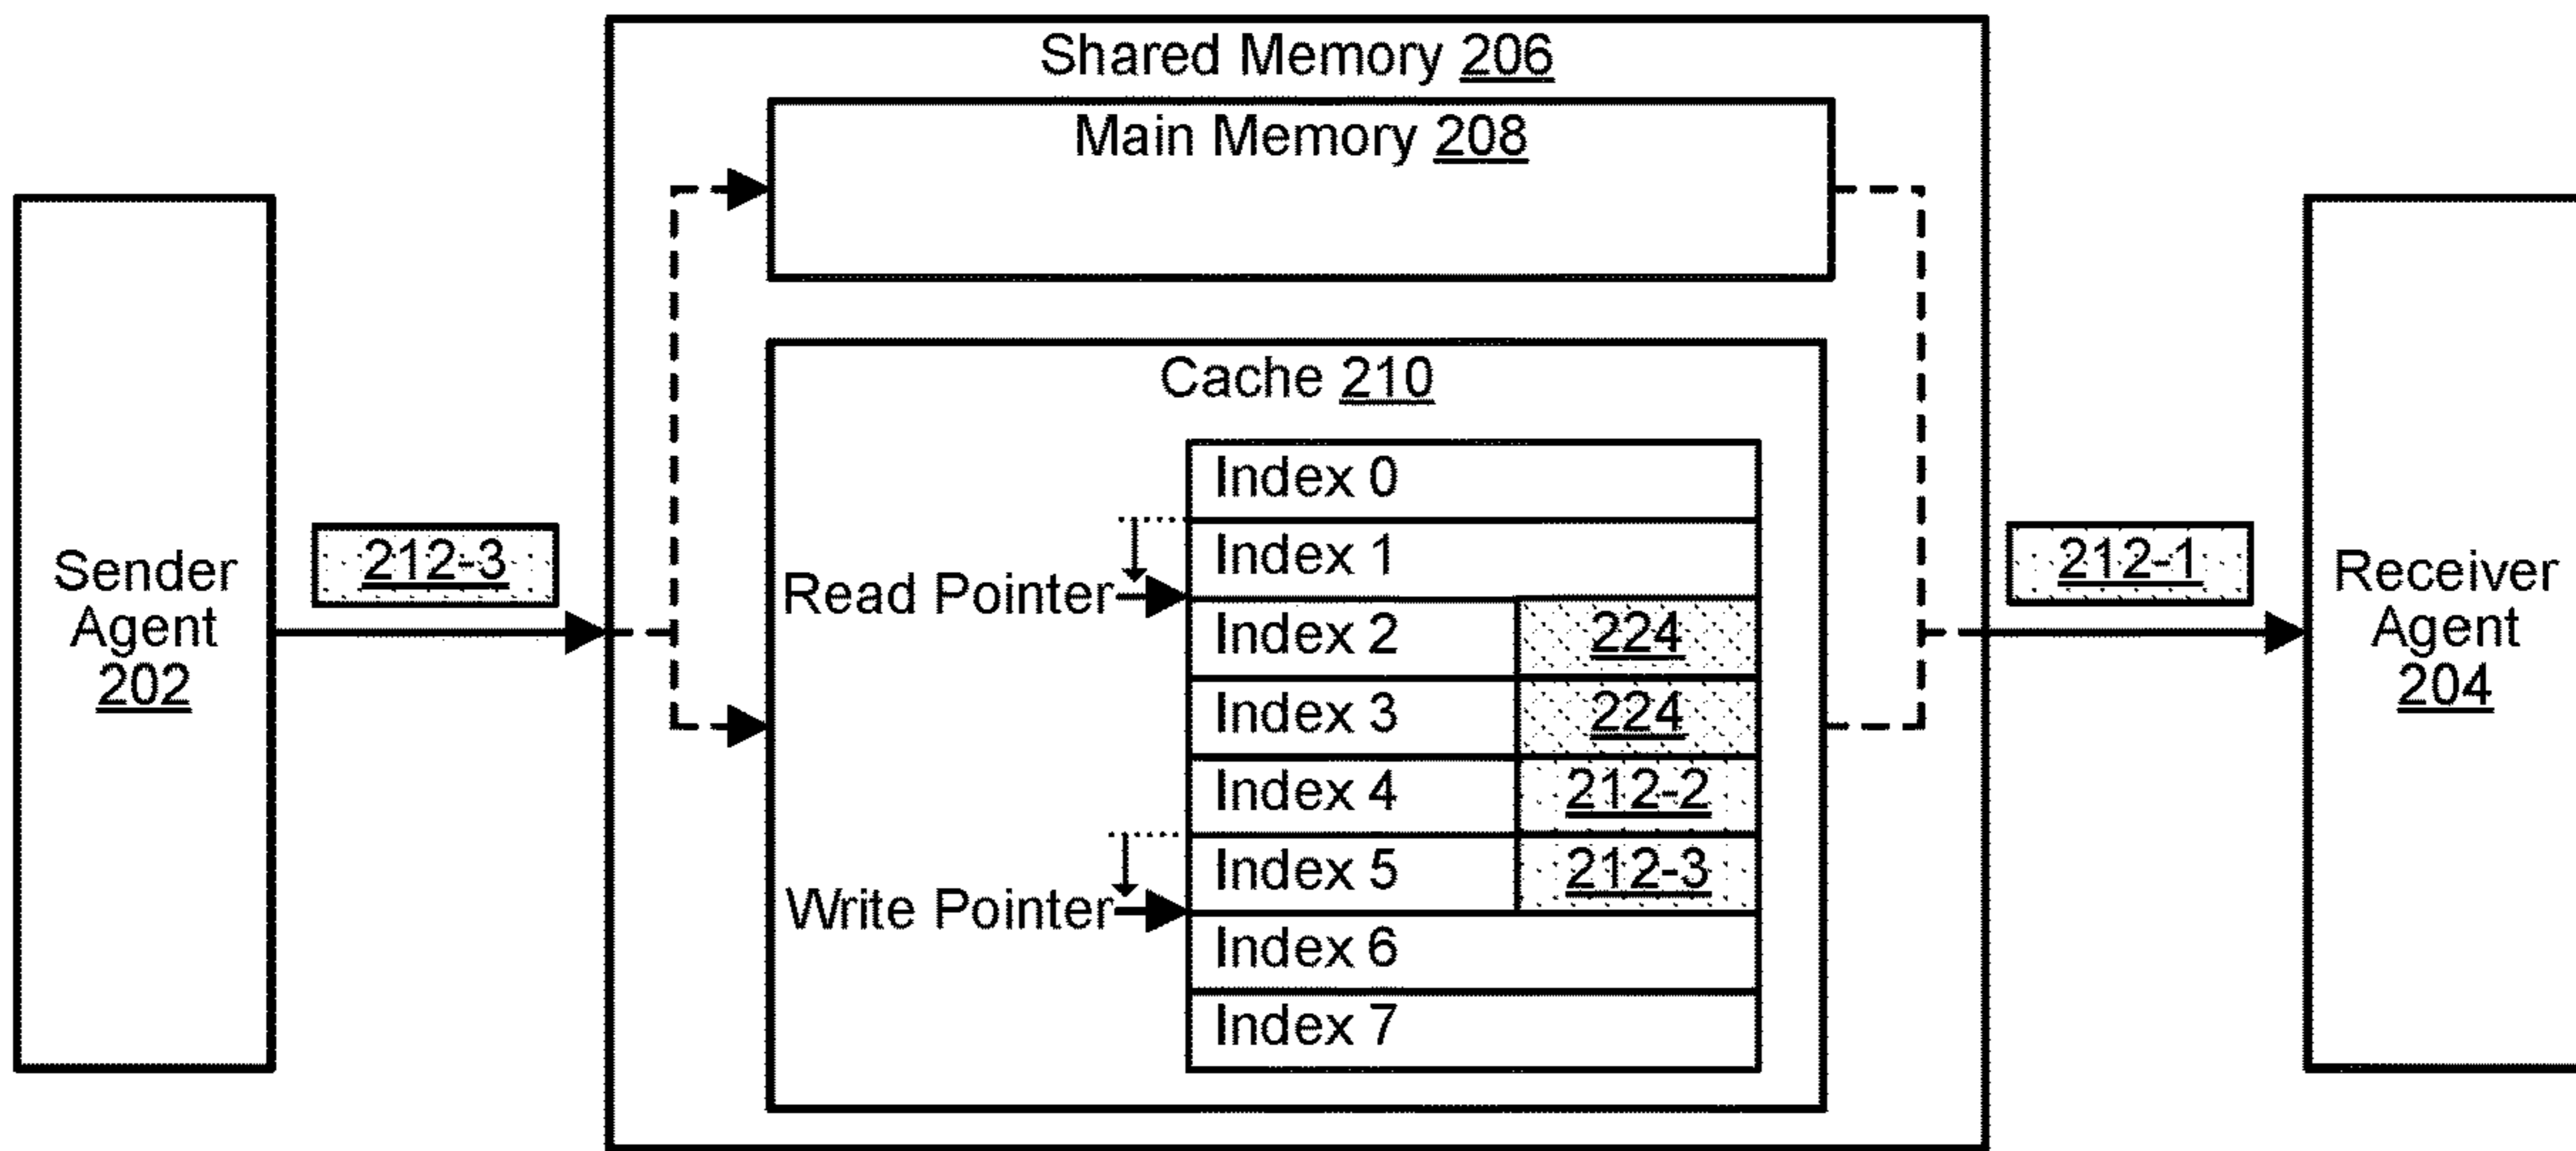 Shared Memory 206
Main Memory 208
Sender
Agent
202
212-3
Cache 210
Index 0
Index 1
Read Pointer
Index 2 224
Index 3 224
Index 4 212-2
Index 5 212-3
Write Pointer
Index 6
Index 7
212-1
Receiver
Agent
204